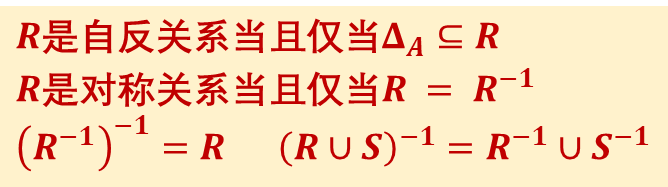 R是自反关系当且仅当Δ_A ⊆ R
R是对称关系当且仅当R = R⁻¹
(R⁻¹)⁻¹ = R (R ∪ S)⁻¹ = R⁻¹ ∪ S⁻¹